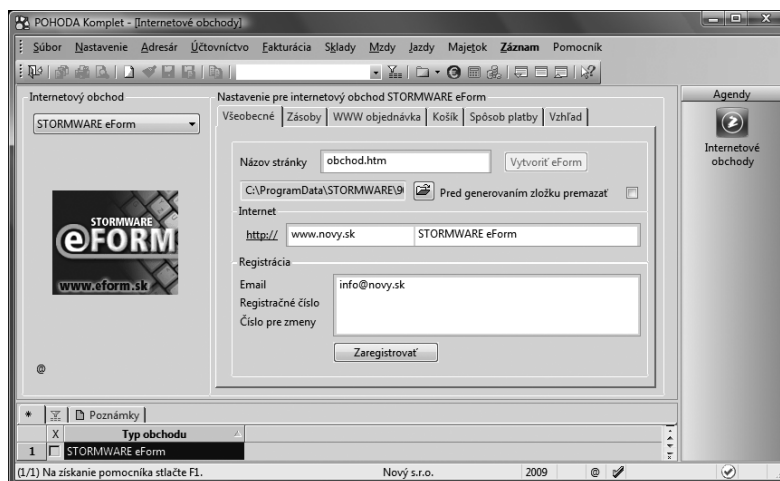 POHODA Komplet - [Internetové obchody]
Súbor Nastavenie Adresár Účtovníctvo Fakturácia Sklady Mzdy Jazdy Majetok Záznam Pomocník
Internetový obchod
STORMWARE eForm
STORMWARE
eFORM
www.eform.sk
@
Nastavenie pre internetový obchod STORMWARE eForm
Všeobecné Zásoby WWW objednávka Košík Spôsob platby Vzhľad
Názov stránky obchod.htm Vytvoriť eForm
C:\ProgramData\STORMWARE\ Pred generovaním zložku premazať
Internet
http:// www.novy.sk STORMWARE eForm
Registrácia
Email info@novy.sk
Registračné číslo
Číslo pre zmeny
Zaregistrovať
Agendy
Internetové
obchody
* Poznámky
X Typ obchodu
1 STORMWARE eForm
(1/1) Na získanie pomocníka stlačte F1. Nový s.r.o. 2009 @